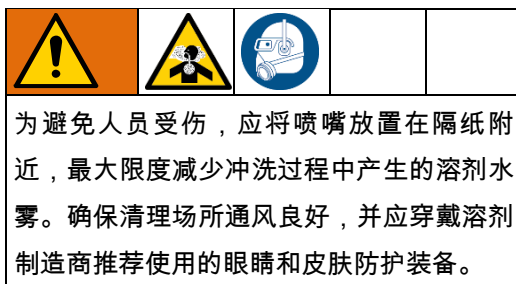 为避免人员受伤，应将喷嘴放置在隔纸附
近，最大限度减少冲洗过程中产生的溶剂水
雾。确保清理场所通风良好，并应穿戴溶剂
制造商推荐使用的眼睛和皮肤防护装备。